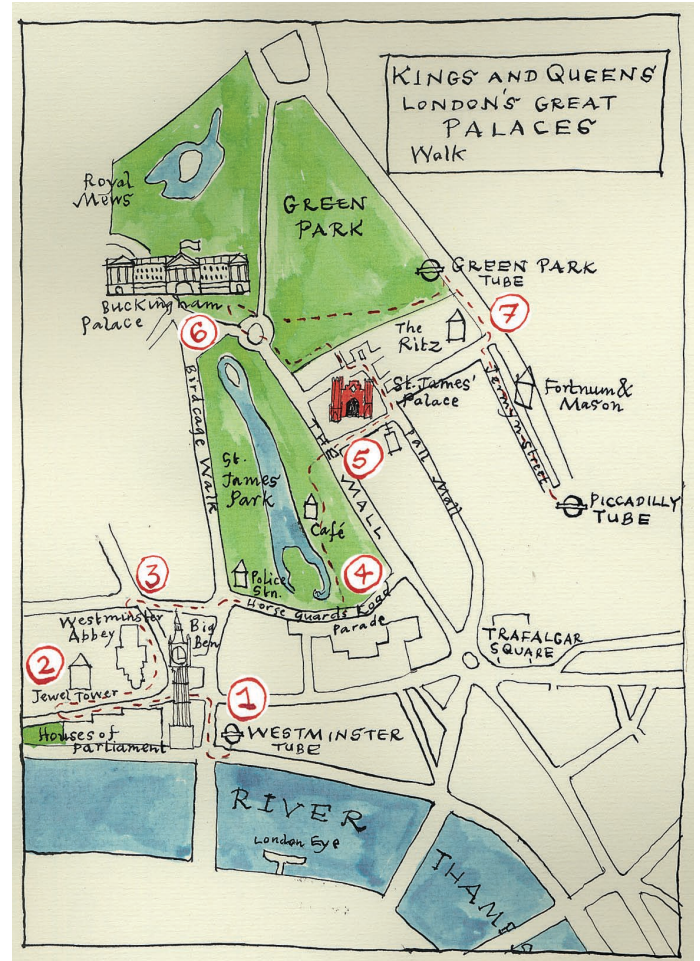 KINGS AND QUEENS
LONDON'S GREAT
PALACES
Walk
Royal
Mews
GREEN
PARK
GREEN PARK
TUBE
Buckingham
Palace
6
7
The
Ritz
St. James'
Palace
Fortnum &
Mason
Jermyn Street
Birdcage Walk
THE MALL
Pall Mall
5
St.
James
Park
Café
PICCADILLY
TUBE
3
4
Police
Stn.
Horse Guards Road
Parade
Westminster
Abbey
Big
Ben
TRAFALGAR
SQUARE
2
Jewel Tower
1
Houses of
Parliament
WESTMINSTER
TUBE
RIVER
London Eye
THAMES